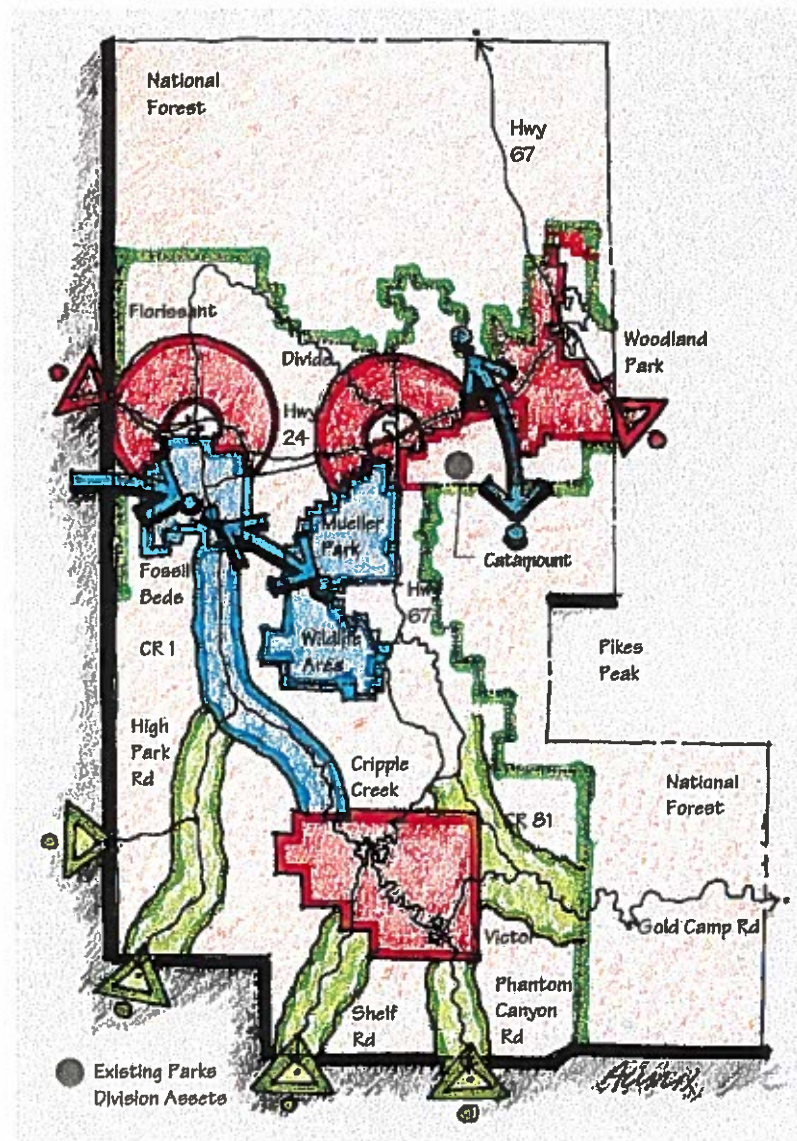 National
Forest
Hwy
67
Florissant
Woodland
Park
Divide
Hwy
24
5
Mueller
Park
Catamount
Fossil
Beds
Hwy
67
Wildlife
Area
CR 1
Pikes
Peak
High
Park
Rd
Cripple
Creek
National
Forest
CR 81
Gold Camp Rd
Victor
Phantom
Canyon
Rd
Shelf
Rd
Existing Parks
Division Assets